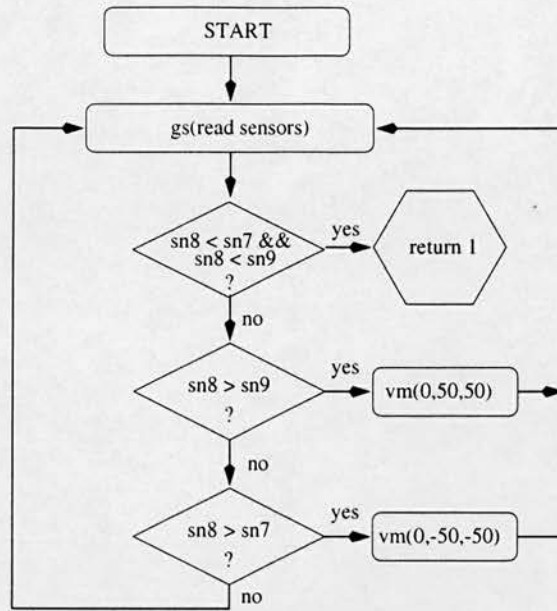 START
gs(read sensors)
sn8 < sn7 &&
sn8 < sn9
?
yes
return 1
no
sn8 > sn9
?
yes
vm(0,50,50)
no
sn8 > sn7
?
yes
vm(0,-50,-50)
no